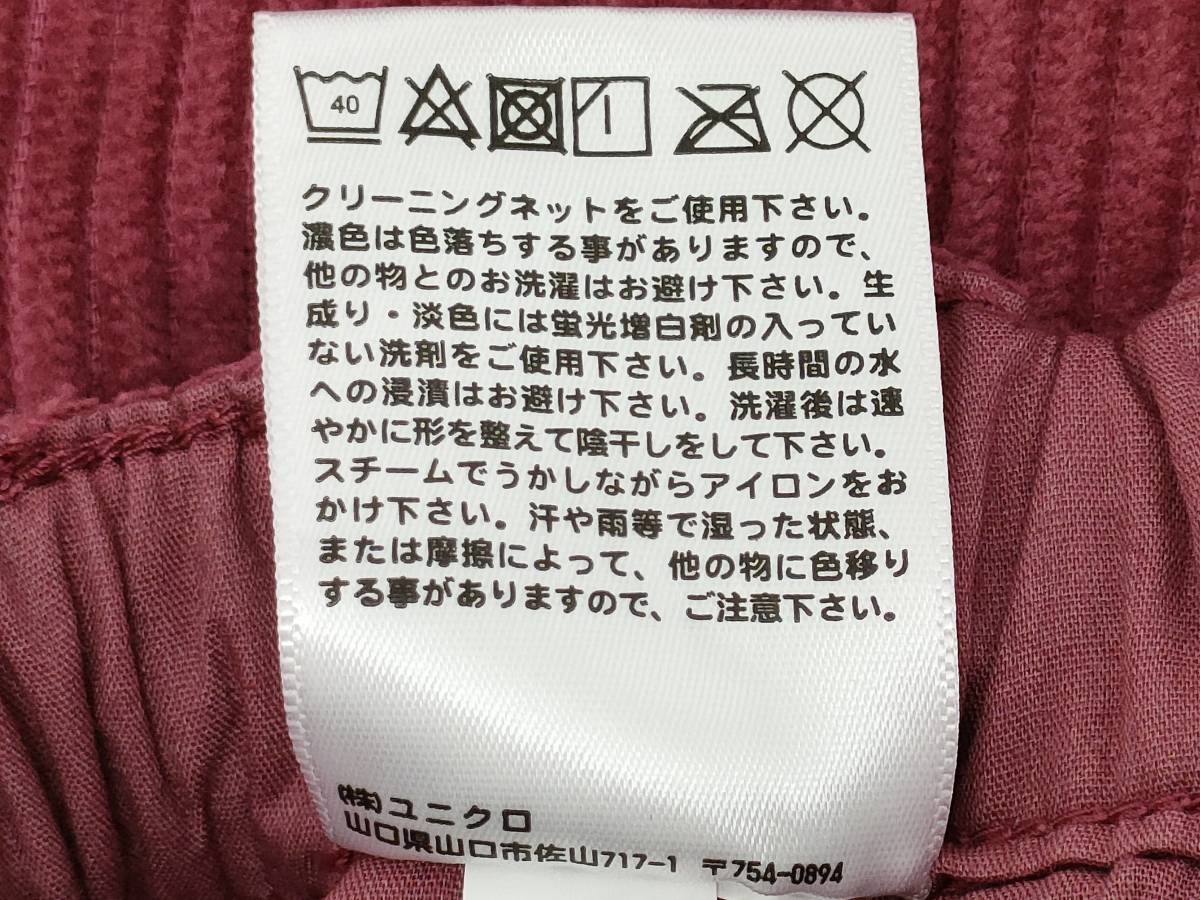 40
クリーニングネットをご使用下さい。
濃色は色落ちする事がありますので、
他の物とのお洗濯はお避け下さい。生
成り・淡色には蛍光増白剤の入ってい
ない洗剤をご使用下さい。長時間の水
への浸漬はお避け下さい。洗濯後は速
やかに形を整えて陰干しをして下さい。
スチームでうかしながらアイロンをお
かけ下さい。汗や雨等で湿った状態、
または摩擦によって、他の物に色移り
する事がありますので、ご注意下さい。
㈱ユニクロ
山口県山口市佐山717-1 〒754-0894